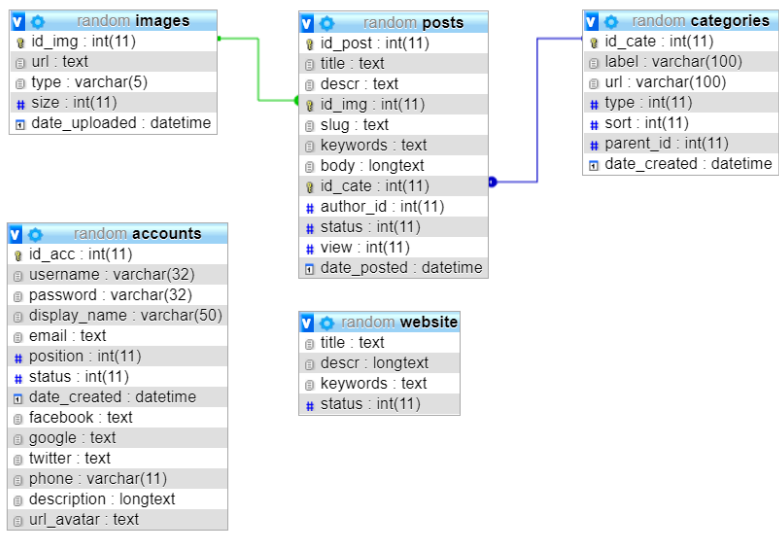 random images
id_img : int(11)
url : text
type : varchar(5)
size : int(11)
date_uploaded : datetime
random posts
id_post : int(11)
title : text
descr : text
id_img : int(11)
slug : text
keywords : text
body : longtext
id_cate : int(11)
author_id : int(11)
status : int(11)
view : int(11)
date_posted : datetime
random categories
id_cate : int(11)
label : varchar(100)
url : varchar(100)
type : int(11)
sort : int(11)
parent_id : int(11)
date_created : datetime
random accounts
id_acc : int(11)
username : varchar(32)
password : varchar(32)
display_name : varchar(50)
email : text
position : int(11)
status : int(11)
date_created : datetime
facebook : text
google : text
twitter : text
phone : varchar(11)
description : longtext
url_avatar : text
random website
title : text
descr : longtext
keywords : text
status : int(11)